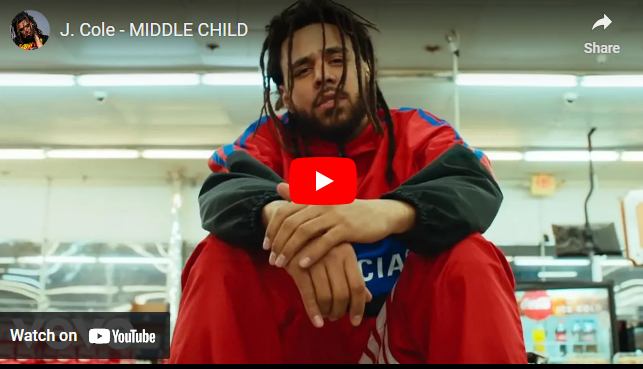 J. Cole - MIDDLE CHILD
Share
CIA
Watch on YouTube